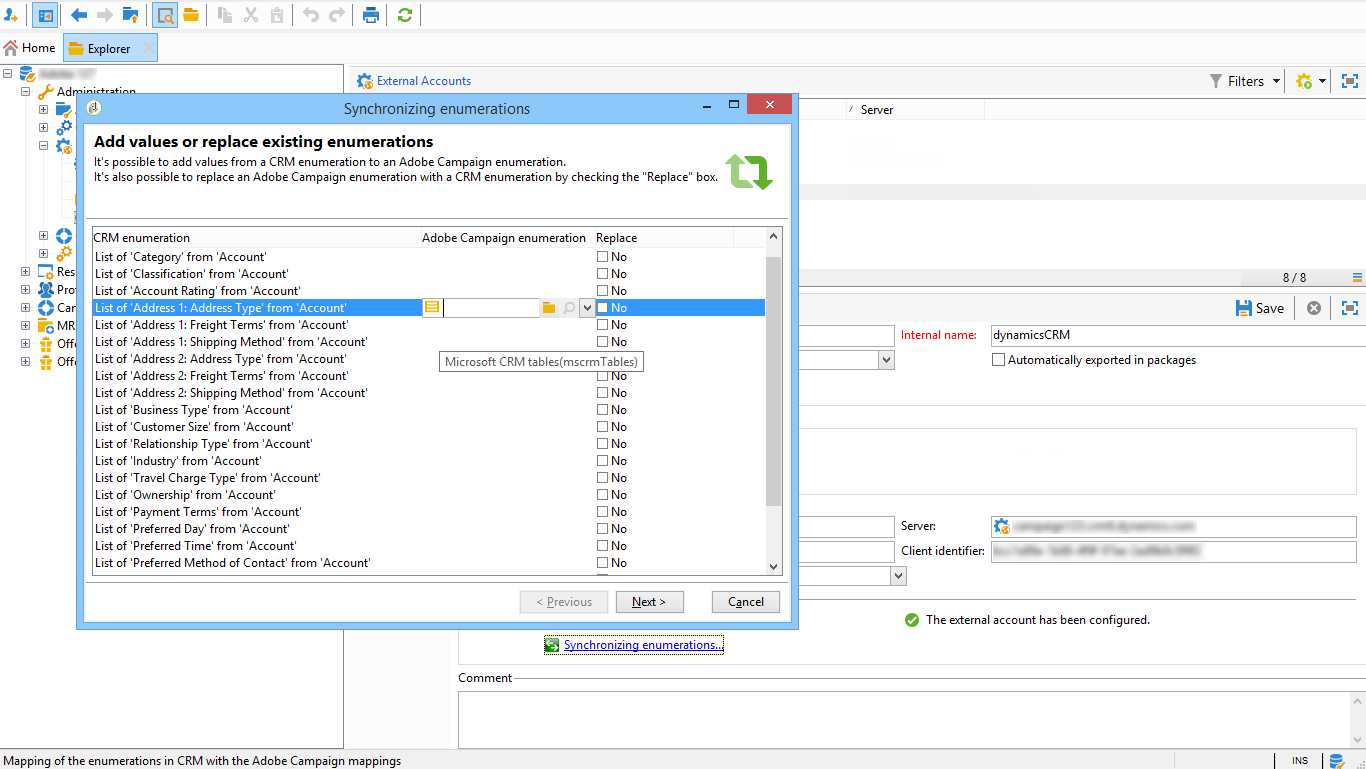 Home
Explorer
Administration
Res
Pro
Can
MR
Offe
Offe
External Accounts
Filters
Server
8 / 8
Save
Internal name:
dynamicsCRM
Automatically exported in packages
Server:
Client identifier:
The external account has been configured.
Synchronizing enumerations...
Comment
Synchronizing enumerations
Add values or replace existing enumerations
It's possible to add values from a CRM enumeration to an Adobe Campaign enumeration.
It's also possible to replace an Adobe Campaign enumeration with a CRM enumeration by checking the "Replace" box.
CRM enumeration Adobe Campaign enumeration Replace
List of 'Category' from 'Account' No
List of 'Classification' from 'Account' No
List of 'Account Rating' from 'Account' No
List of 'Address 1: Address Type' from 'Account' No
List of 'Address 1: Freight Terms' from 'Account' No
List of 'Address 1: Shipping Method' from 'Account' No
List of 'Address 2: Address Type' from 'Account'
Microsoft CRM tables(mscrmTables)
List of 'Address 2: Freight Terms' from 'Account' No
List of 'Address 2: Shipping Method' from 'Account' No
List of 'Business Type' from 'Account' No
List of 'Customer Size' from 'Account' No
List of 'Relationship Type' from 'Account' No
List of 'Industry' from 'Account' No
List of 'Travel Charge Type' from 'Account' No
List of 'Ownership' from 'Account' No
List of 'Payment Terms' from 'Account' No
List of 'Preferred Day' from 'Account' No
List of 'Preferred Time' from 'Account' No
List of 'Preferred Method of Contact' from 'Account' No
< Previous
Next >
Cancel
Mapping of the enumerations in CRM with the Adobe Campaign mappings
INS